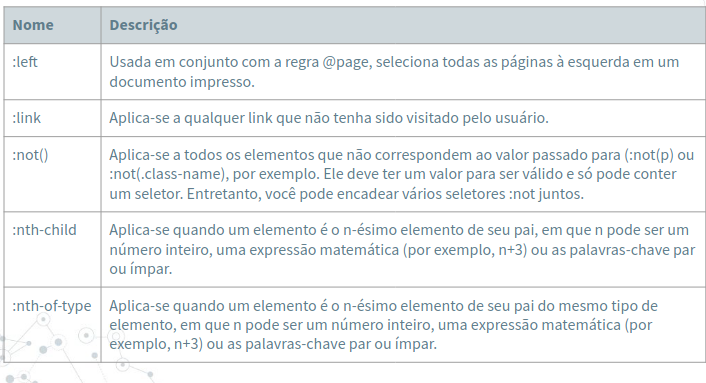 Nome Descrição
:left Usada em conjunto com a regra @page, seleciona todas as páginas à esquerda em um
documento impresso.
:link Aplica-se a qualquer link que não tenha sido visitado pelo usuário.
:not() Aplica-se a todos os elementos que não correspondem ao valor passado para (:not(p) ou
:not(.class-name), por exemplo. Ele deve ter um valor para ser válido e só pode conter
um seletor. Entretanto, você pode encadear vários seletores :not juntos.
:nth-child Aplica-se quando um elemento é o n-ésimo elemento de seu pai, em que n pode ser um
número inteiro, uma expressão matemática (por exemplo, n+3) ou as palavras-chave par
ou ímpar.
:nth-of-type Aplica-se quando um elemento é o n-ésimo elemento de seu pai do mesmo tipo de
elemento, em que n pode ser um número inteiro, uma expressão matemática (por
exemplo, n+3) ou as palavras-chave par ou ímpar.